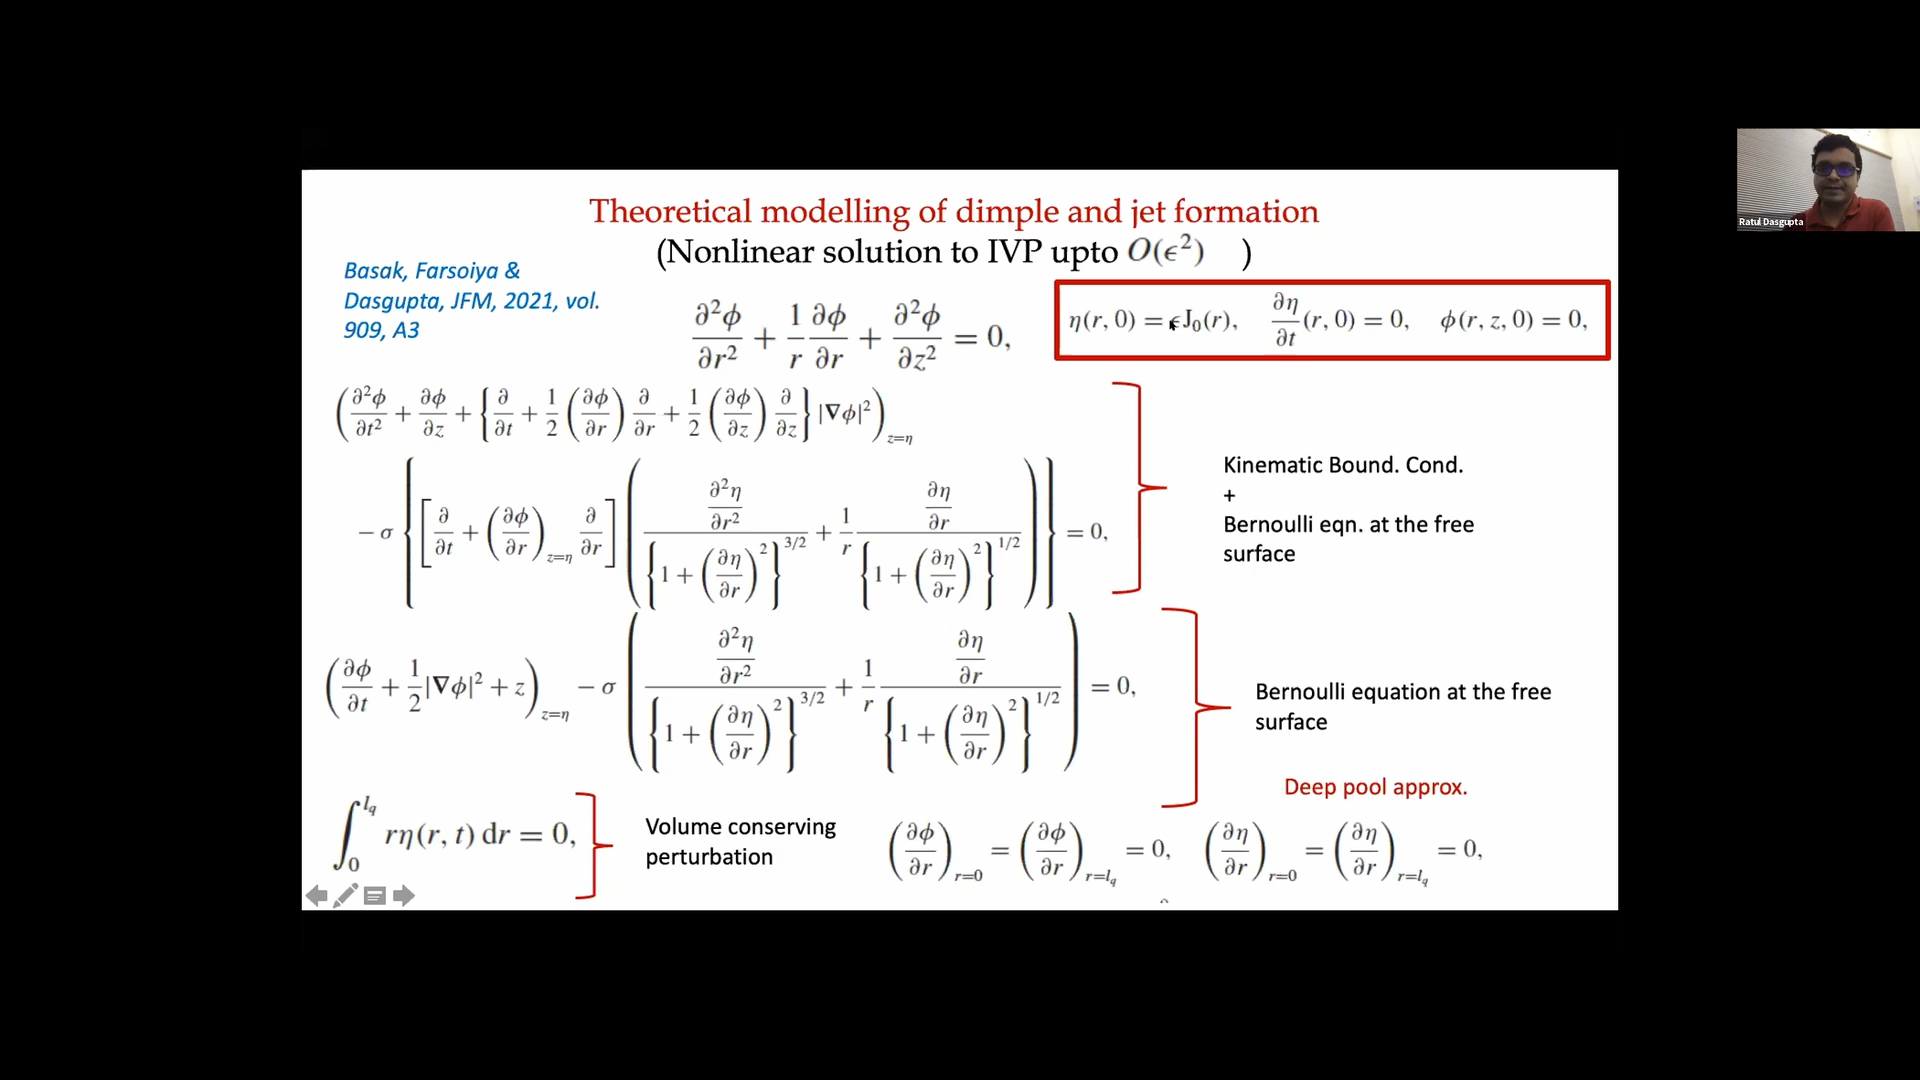 Theoretical modelling of dimple and jet formation
(Nonlinear solution to IVP upto O(ϵ²) )
Basak, Farsoiya &
Dasgupta, JFM, 2021, vol.
909, A3
∂²ϕ/∂r² + 1/r ∂ϕ/∂r + ∂²ϕ/∂z² = 0,
η(r, 0) = ϵJ₀(r), ∂η/∂t (r, 0) = 0, ϕ(r, z, 0) = 0,
(∂²ϕ/∂t² + ∂ϕ/∂z + {∂/∂t + 1/2 (∂ϕ/∂r) ∂/∂r + 1/2 (∂ϕ/∂z) ∂/∂z} |∇ϕ|²)_{z=η}
− σ {[∂/∂t + (∂ϕ/∂r)_{z=η} ∂/∂r] (∂²η/∂r² / {1 + (∂η/∂r)²}^{3/2} + 1/r ∂η/∂r / {1 + (∂η/∂r)²}^{1/2})} = 0,
Kinematic Bound. Cond.
+
Bernoulli eqn. at the free
surface
(∂ϕ/∂t + 1/2 |∇ϕ|² + z)_{z=η} − σ (∂²η/∂r² / {1 + (∂η/∂r)²}^{3/2} + 1/r ∂η/∂r / {1 + (∂η/∂r)²}^{1/2}) = 0,
Bernoulli equation at the free
surface
Deep pool approx.
∫₀^{l_q} rη(r, t) dr = 0,
Volume conserving
perturbation
(∂ϕ/∂r)_{r=0} = (∂ϕ/∂r)_{r=l_q} = 0, (∂η/∂r)_{r=0} = (∂η/∂r)_{r=l_q} = 0,
Ratul Dasgupta